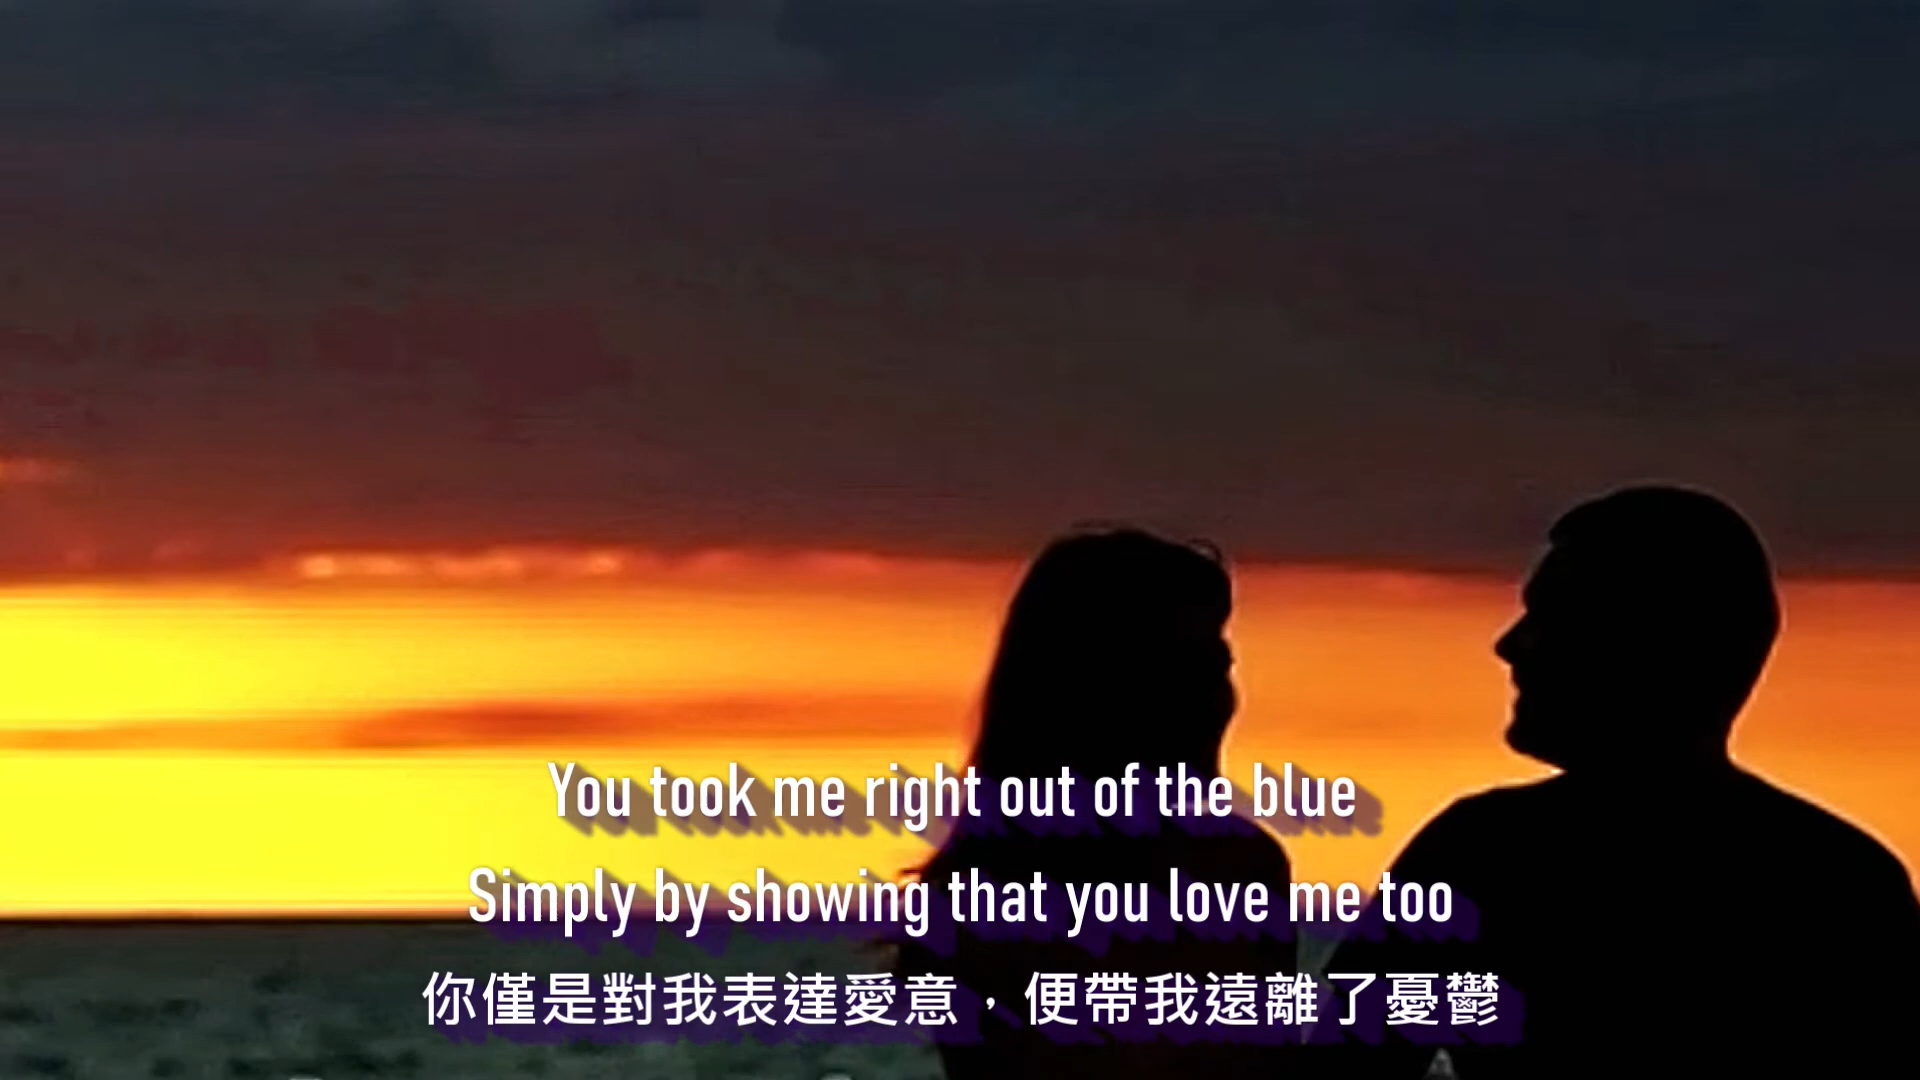 You took me right out of the blue
Simply by showing that you love me too
你僅是對我表達愛意，便帶我遠離了憂鬱